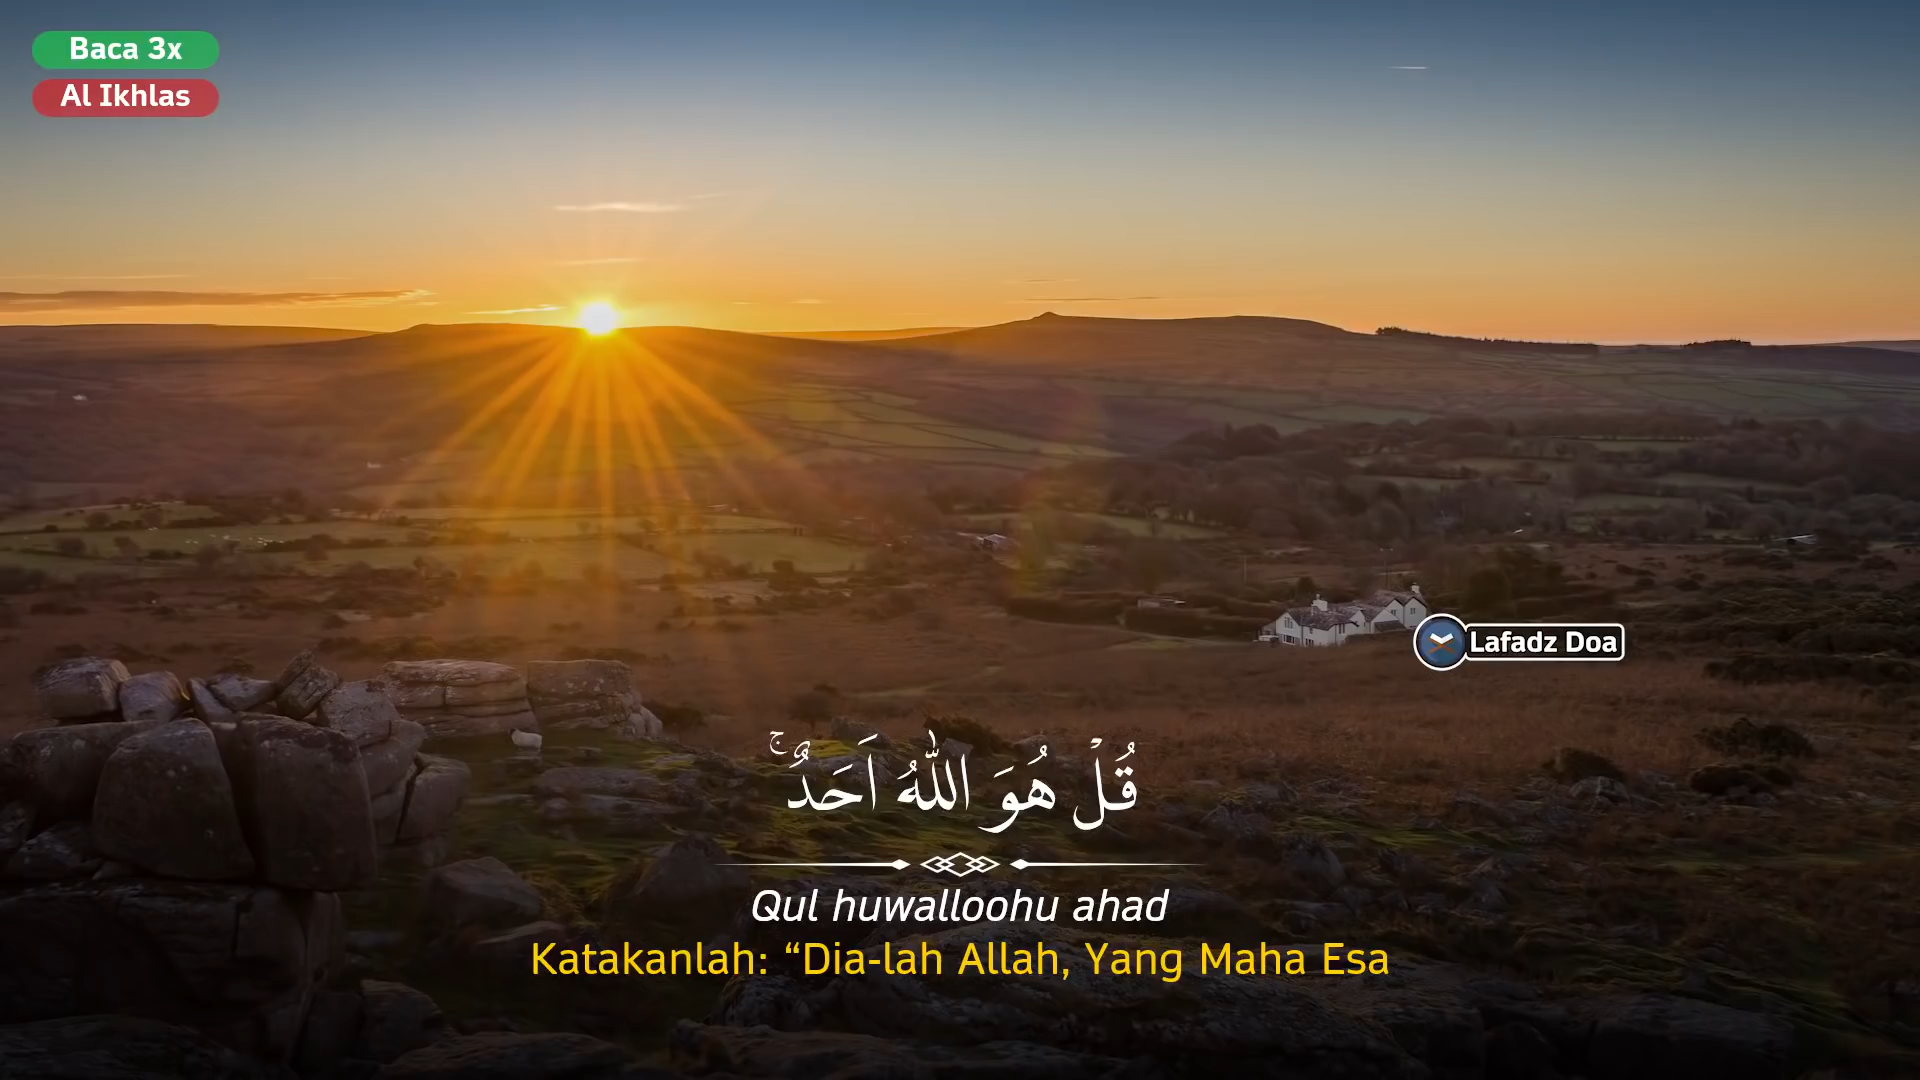 Baca 3x
Al Ikhlas
Lafadz Doa
قُلْ هُوَ اللّٰهُ اَحَدٌۚ
Qul huwalloohu ahad
Katakanlah: “Dia-lah Allah, Yang Maha Esa